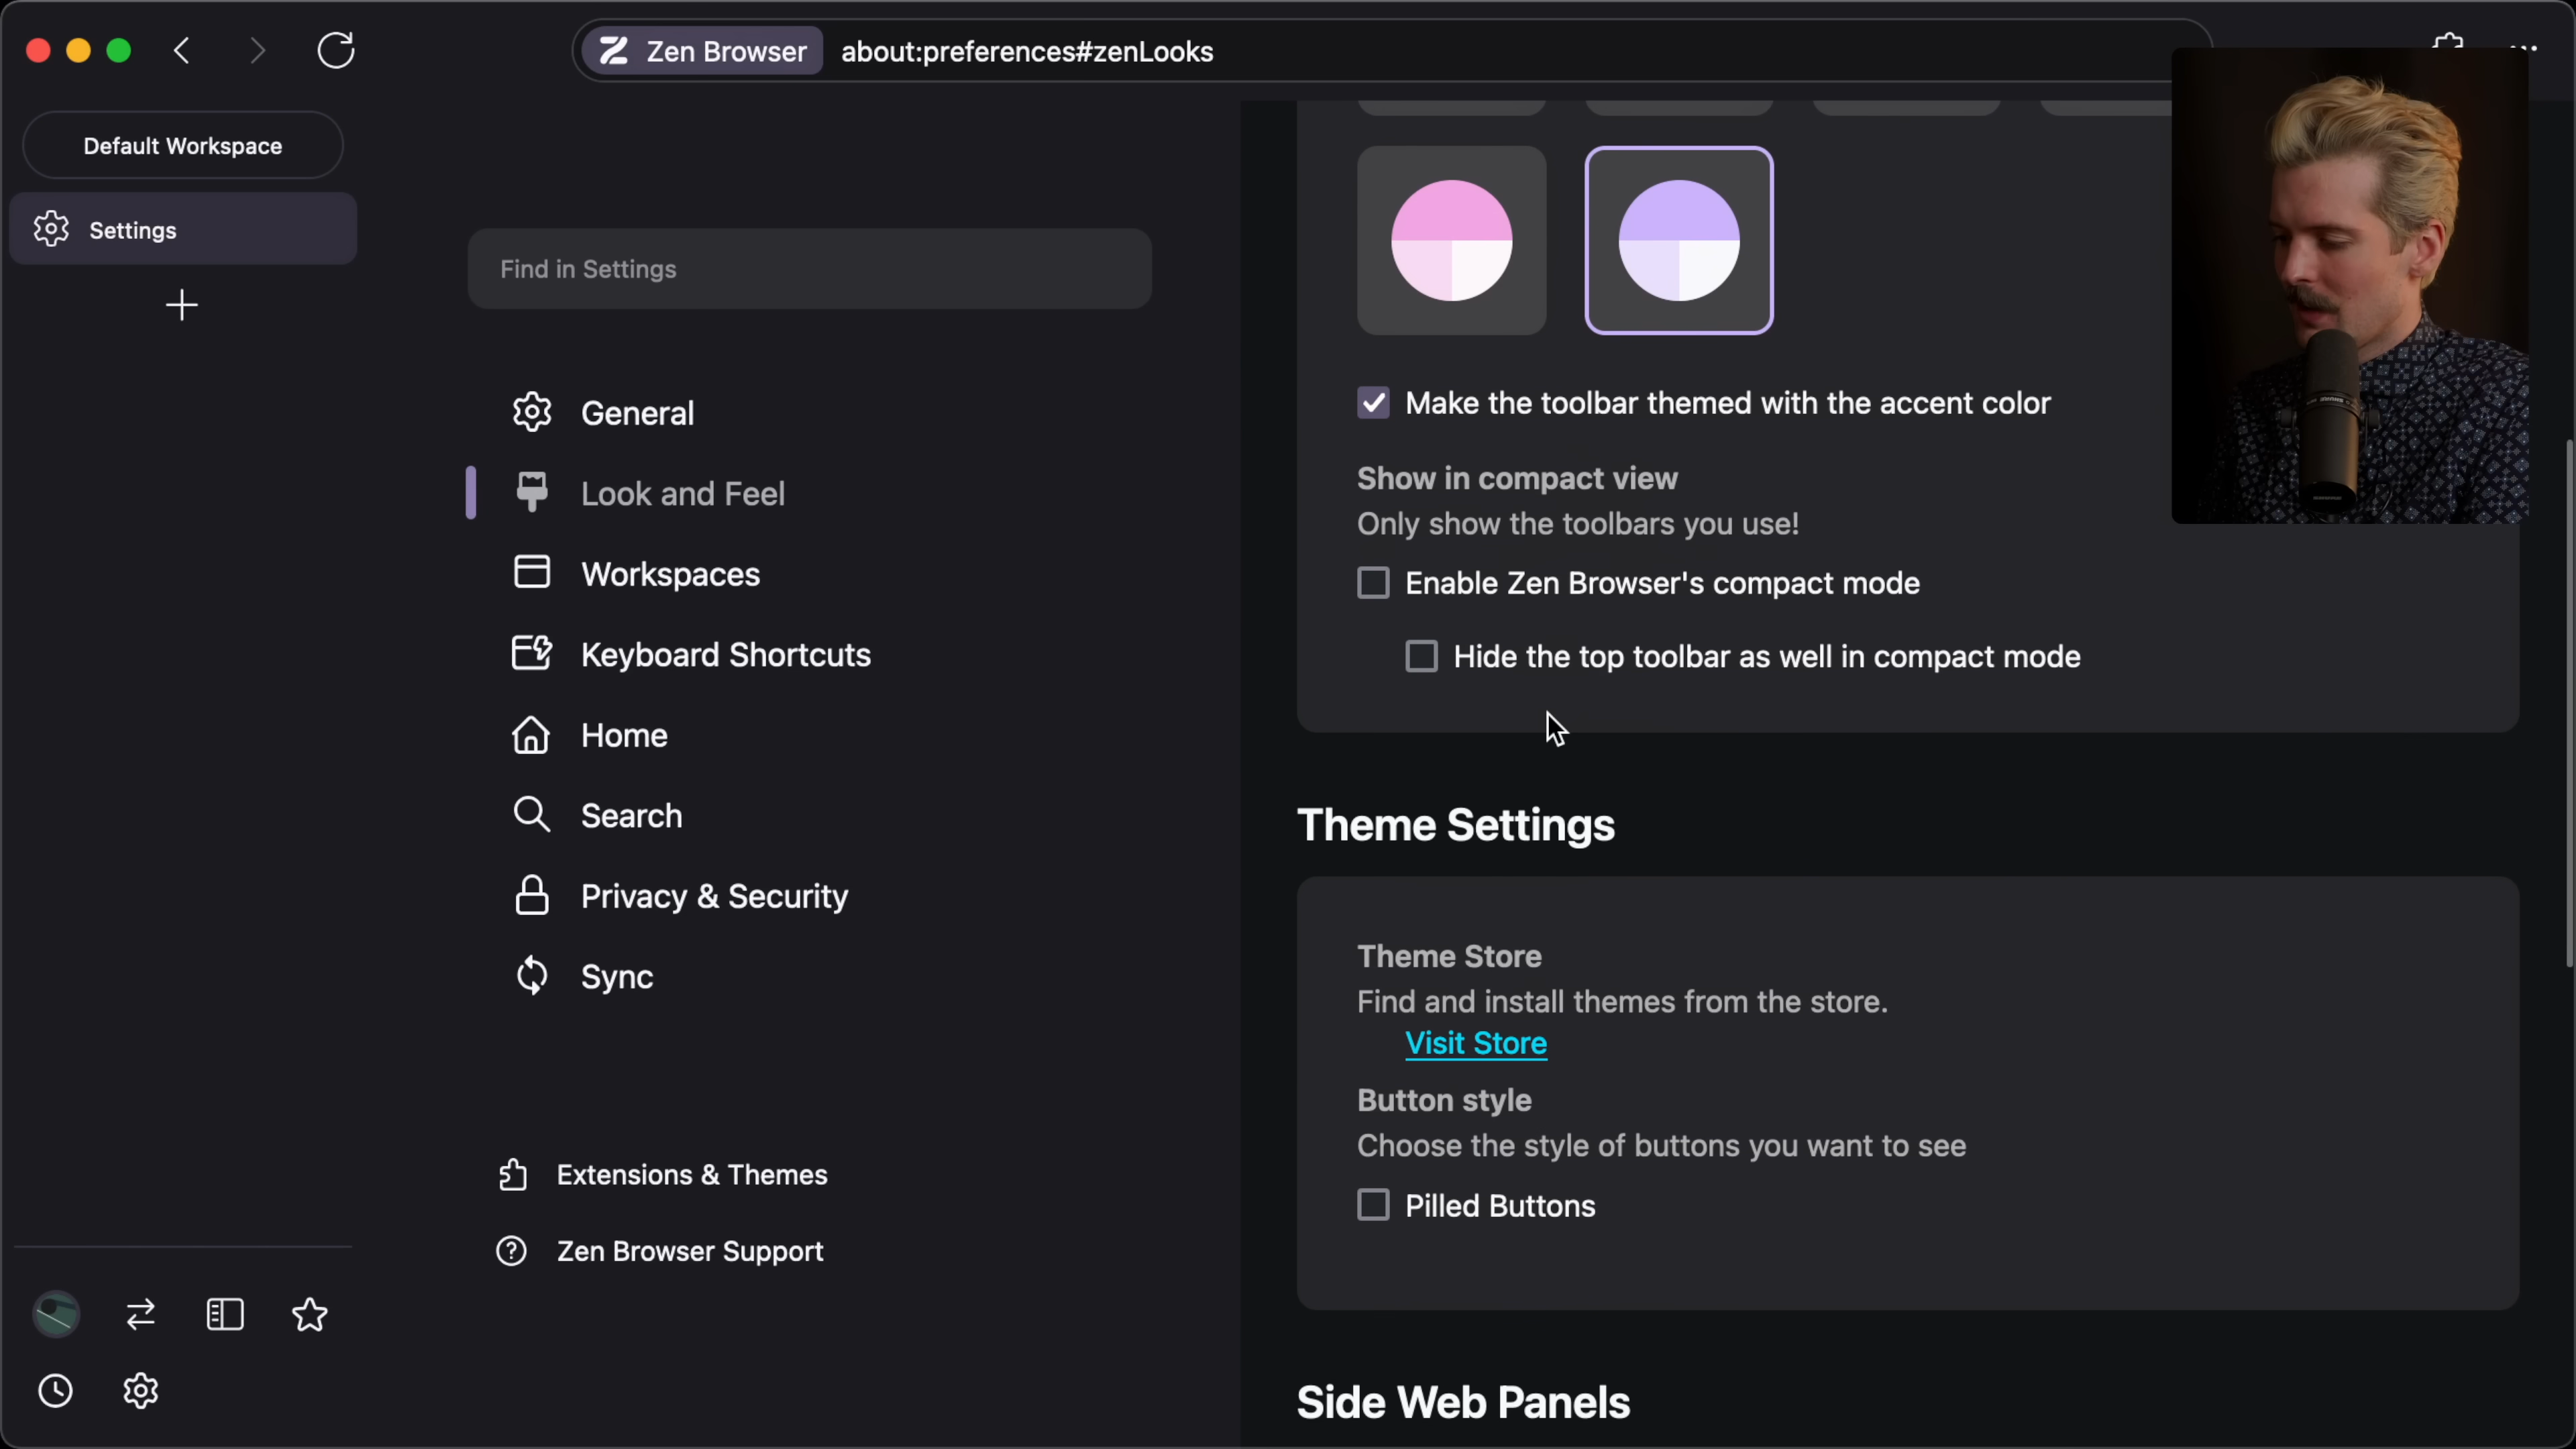 Zen Browser about:preferences#zenLooks
Default Workspace
Settings
Find in Settings
General
Look and Feel
Workspaces
Keyboard Shortcuts
Home
Search
Privacy & Security
Sync
Extensions & Themes
Zen Browser Support
Make the toolbar themed with the accent color
Show in compact view
Only show the toolbars you use!
Enable Zen Browser's compact mode
Hide the top toolbar as well in compact mode
Theme Settings
Theme Store
Find and install themes from the store.
Visit Store
Button style
Choose the style of buttons you want to see
Pilled Buttons
Side Web Panels